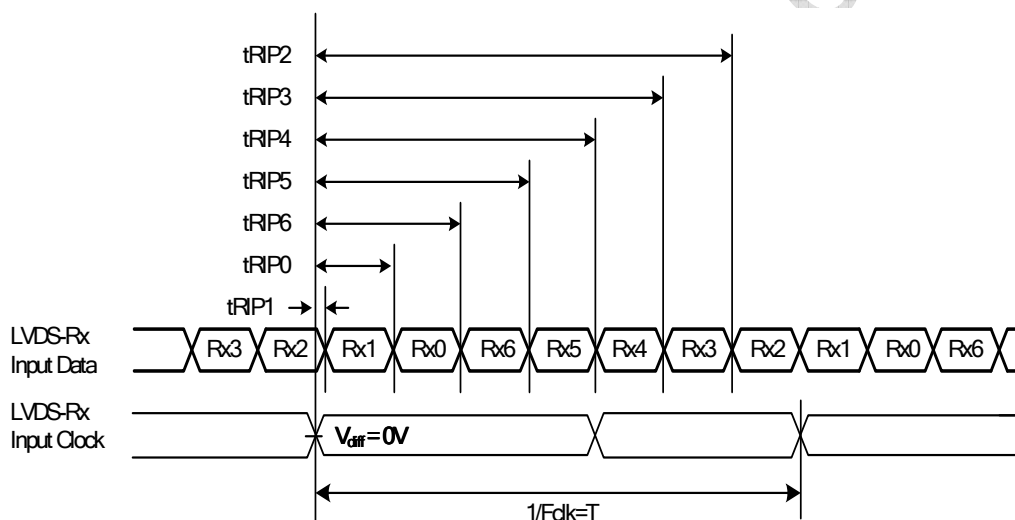 tRIP2
tRIP3
tRIP4
tRIP5
tRIP6
tRIP0
tRIP1
LVDS-Rx
Input Data
Rx3 Rx2 Rx1 Rx0 Rx6 Rx5 Rx4 Rx3 Rx2 Rx1 Rx0 Rx6
LVDS-Rx
Input Clock
Vdiff = 0V
1/Fclk=T